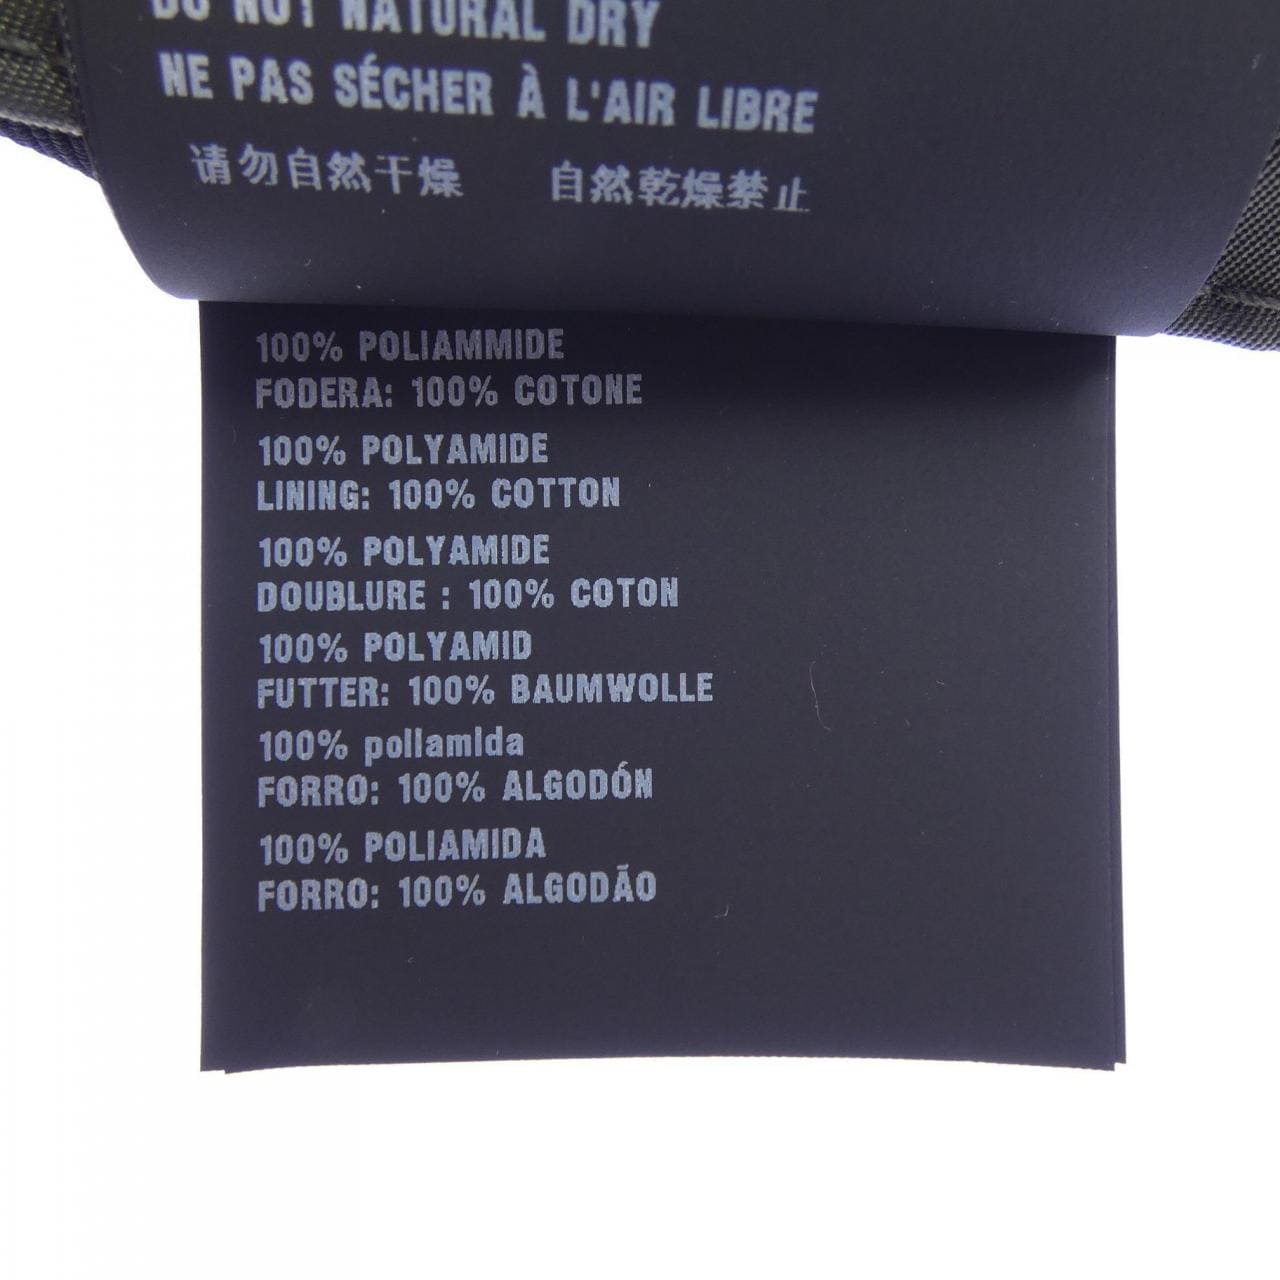 DO NOT NATURAL DRY
NE PAS SÉCHER À L'AIR LIBRE
请勿自然干燥 自然乾燥禁止
100% POLIAMMIDE
FODERA: 100% COTONE
100% POLYAMIDE
LINING: 100% COTTON
100% POLYAMIDE
DOUBLURE : 100% COTON
100% POLYAMID
FUTTER: 100% BAUMWOLLE
100% poliamida
FORRO: 100% ALGODÓN
100% POLIAMIDA
FORRO: 100% ALGODÃO